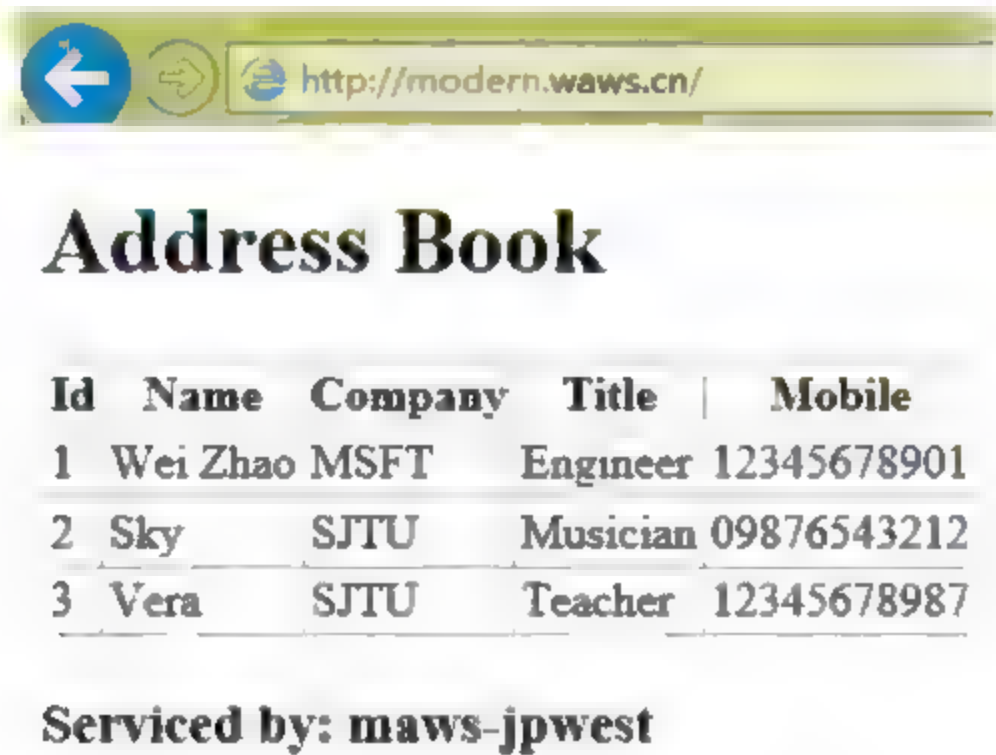 http://modern.waws.cn/
Address Book
Id Name Company Title Mobile
1 Wei Zhao MSFT Engineer 12345678901
2 Sky SJTU Musician 09876543212
3 Vera SJTU Teacher 12345678987
Serviced by: maws-jpwest